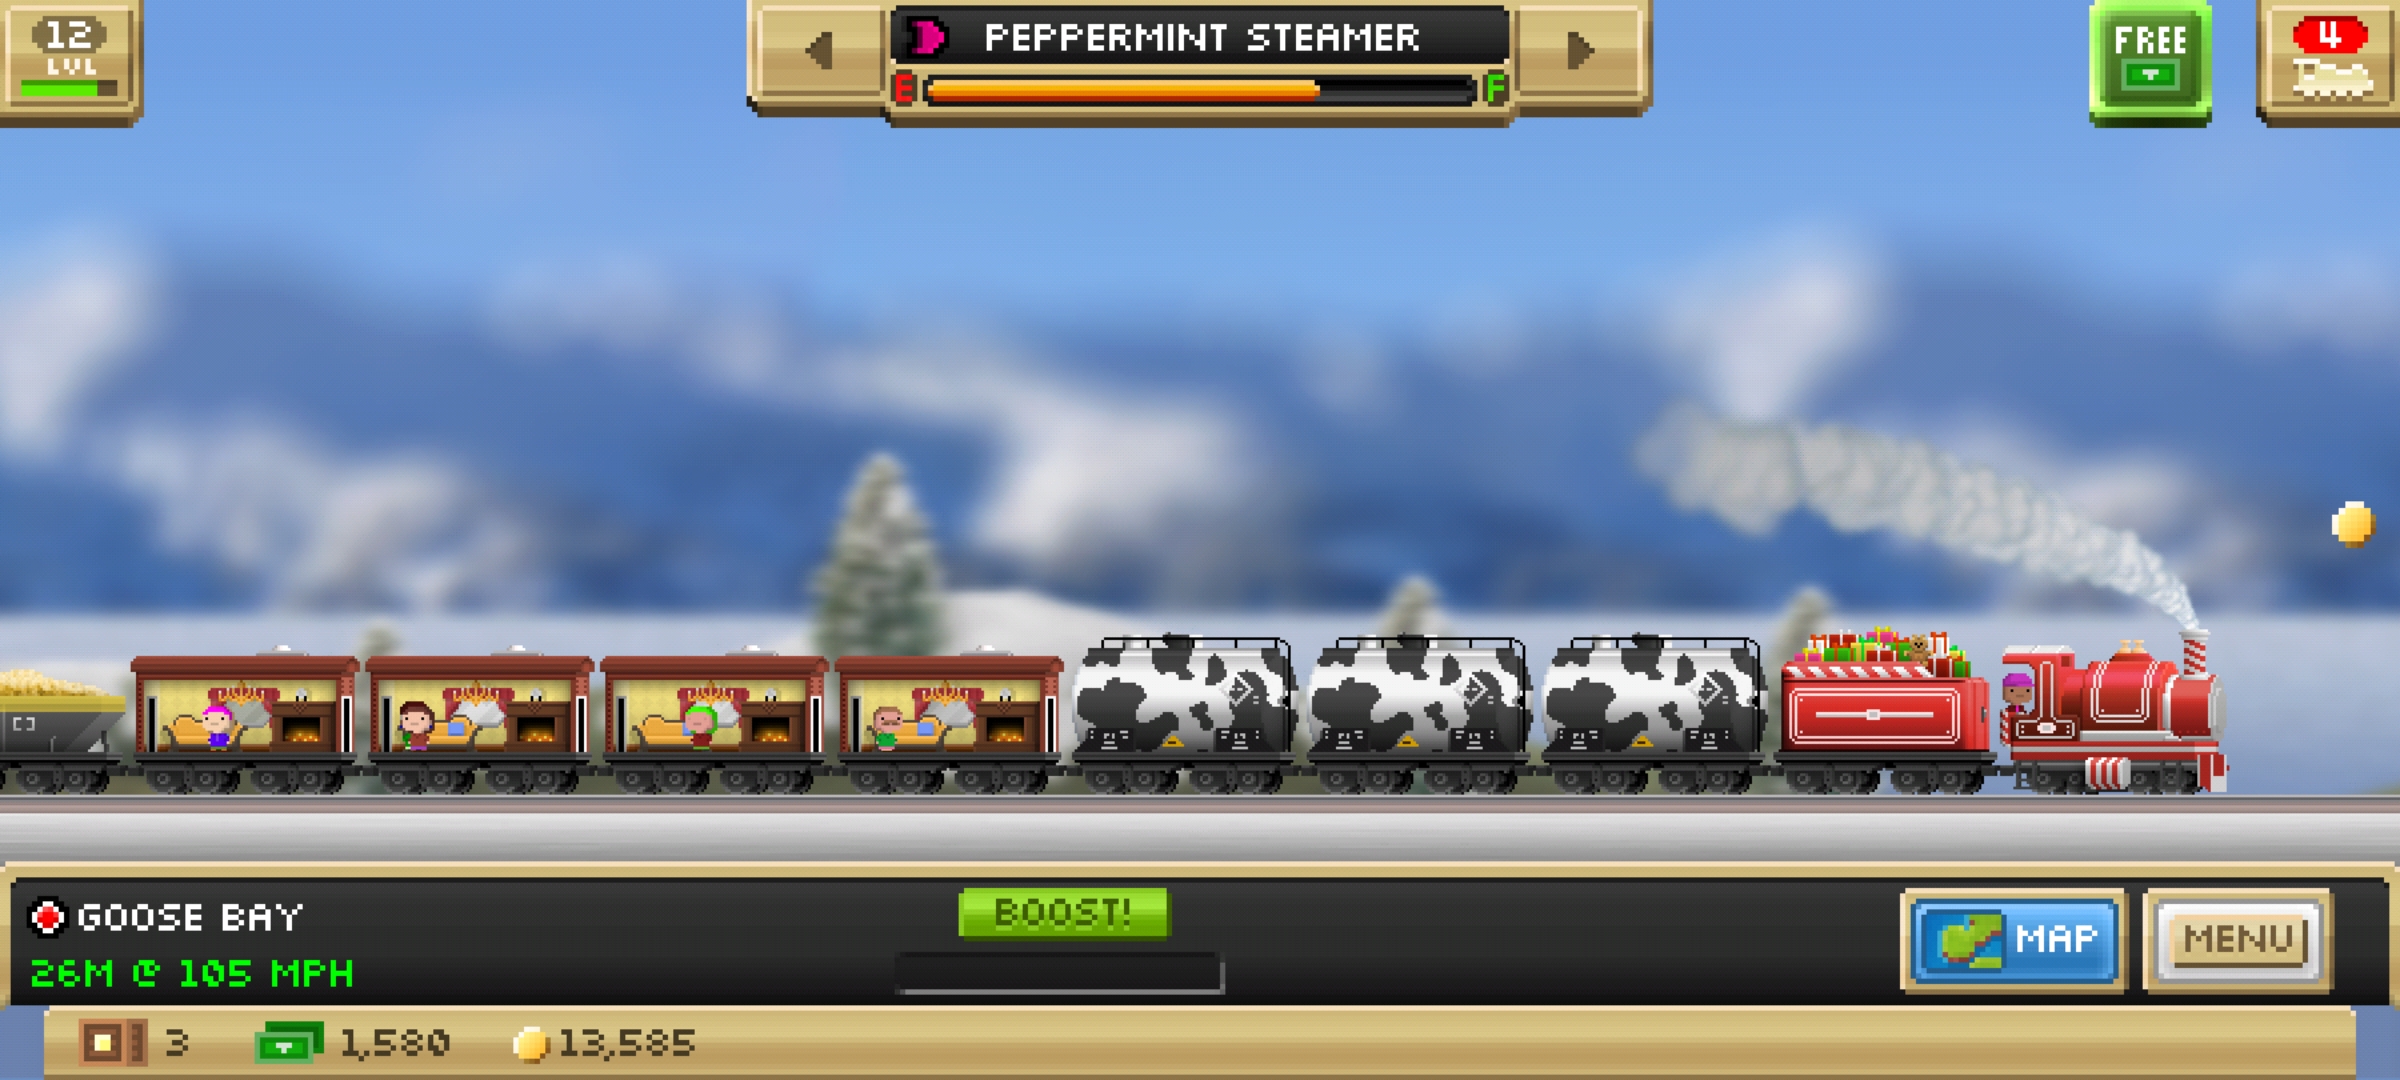 12
LVL
PEPPERMINT STEAMER
E
F
FREE
4
GOOSE BAY
26M @ 105 MPH
BOOST!
MAP
MENU
3
1,580
13,585